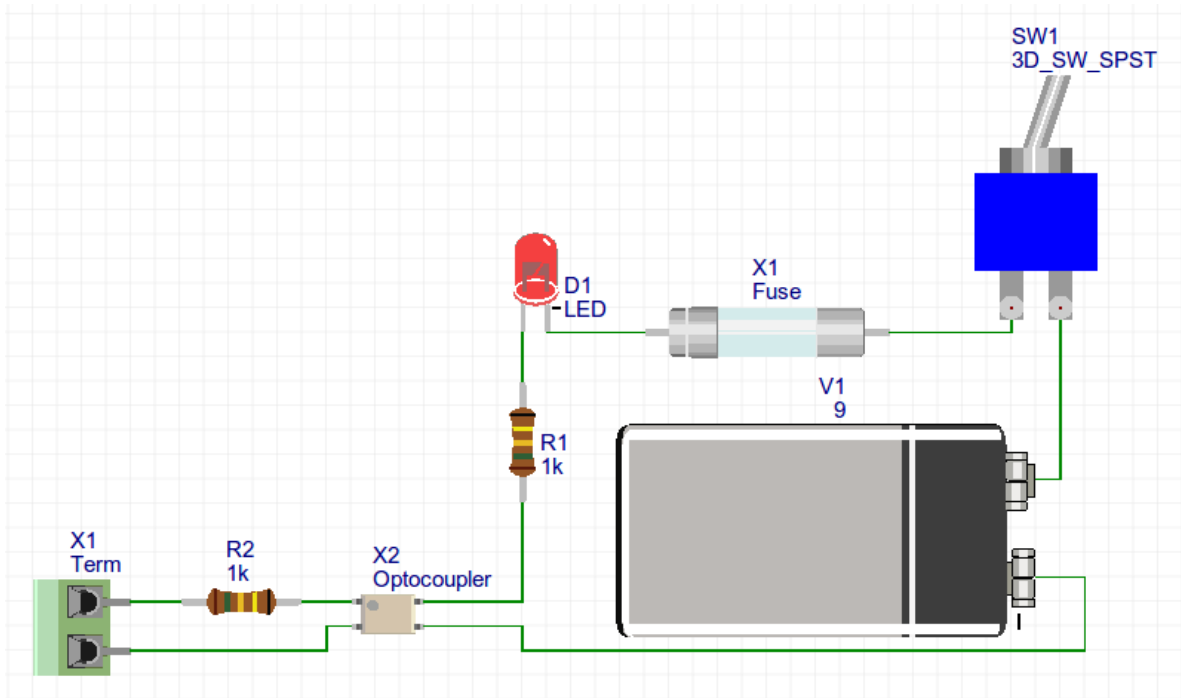 SW1
3D_SW_SPST
X1
Fuse
D1
LED
V1
9
R1
1k
X1
Term
R2
1k
X2
Optocoupler